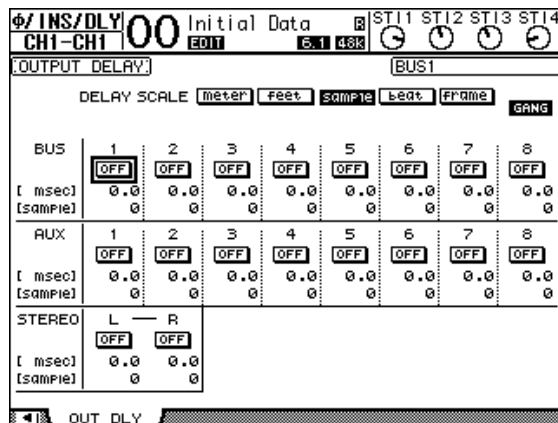 Φ/INS/DLY 00 Initial Data R STI1 STI2 STI3 STI4
CH1-CH1 EDIT 6.1 48k
OUTPUT DELAY BUS1
DELAY SCALE meter feet sample beat frame
GANG
BUS 1 2 3 4 5 6 7 8
OFF OFF OFF OFF OFF OFF OFF OFF
[ msec] 0.0 0.0 0.0 0.0 0.0 0.0 0.0 0.0
[sample] 0 0 0 0 0 0 0 0
AUX 1 2 3 4 5 6 7 8
OFF OFF OFF OFF OFF OFF OFF OFF
[ msec] 0.0 0.0 0.0 0.0 0.0 0.0 0.0 0.0
[sample] 0 0 0 0 0 0 0 0
STEREO L — R
OFF OFF
[ msec] 0.0 0.0
[sample] 0 0
OUT DLY